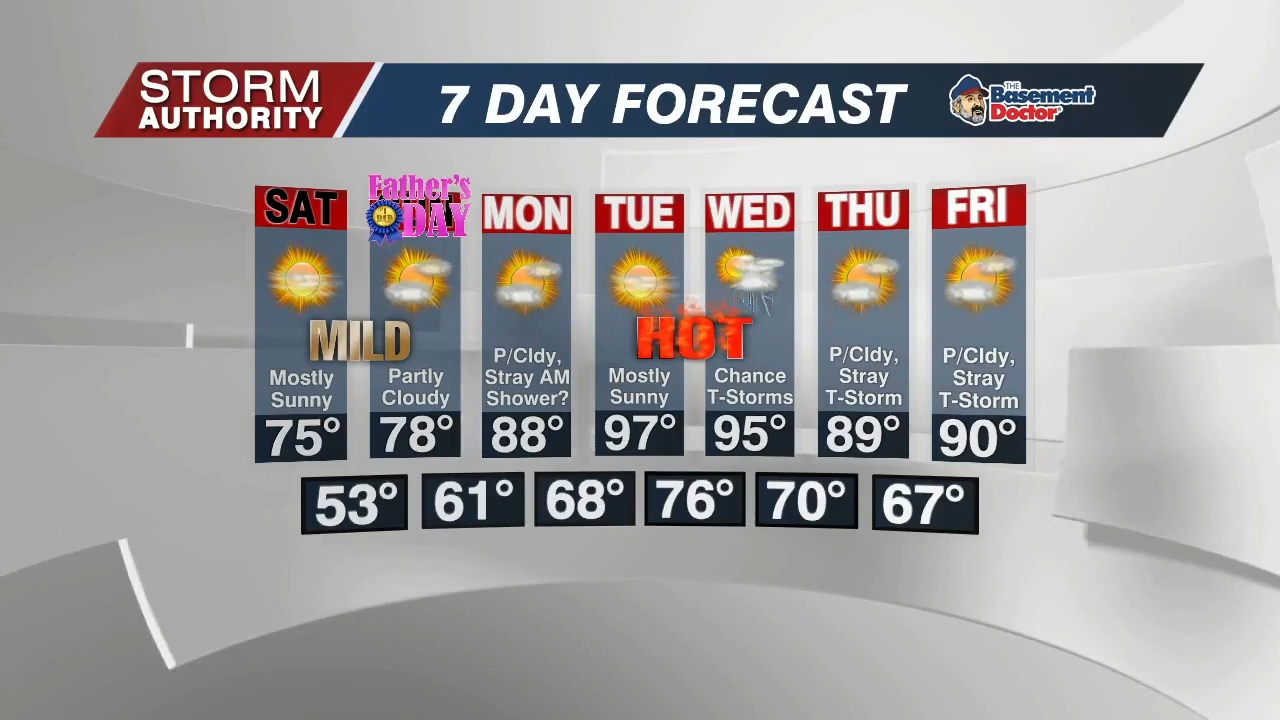 STORM
AUTHORITY
7 DAY FORECAST
THE
Basement
Doctor
SAT
Mostly
Sunny
75°
Father's
#1
DAD
DAY
Partly
Cloudy
78°
MILD
MON
P/Cldy,
Stray AM
Shower?
88°
TUE
Mostly
Sunny
97°
HOT
WED
Chance
T-Storms
95°
THU
P/Cldy,
Stray
T-Storm
89°
FRI
P/Cldy,
Stray
T-Storm
90°
53° 61° 68° 76° 70° 67°